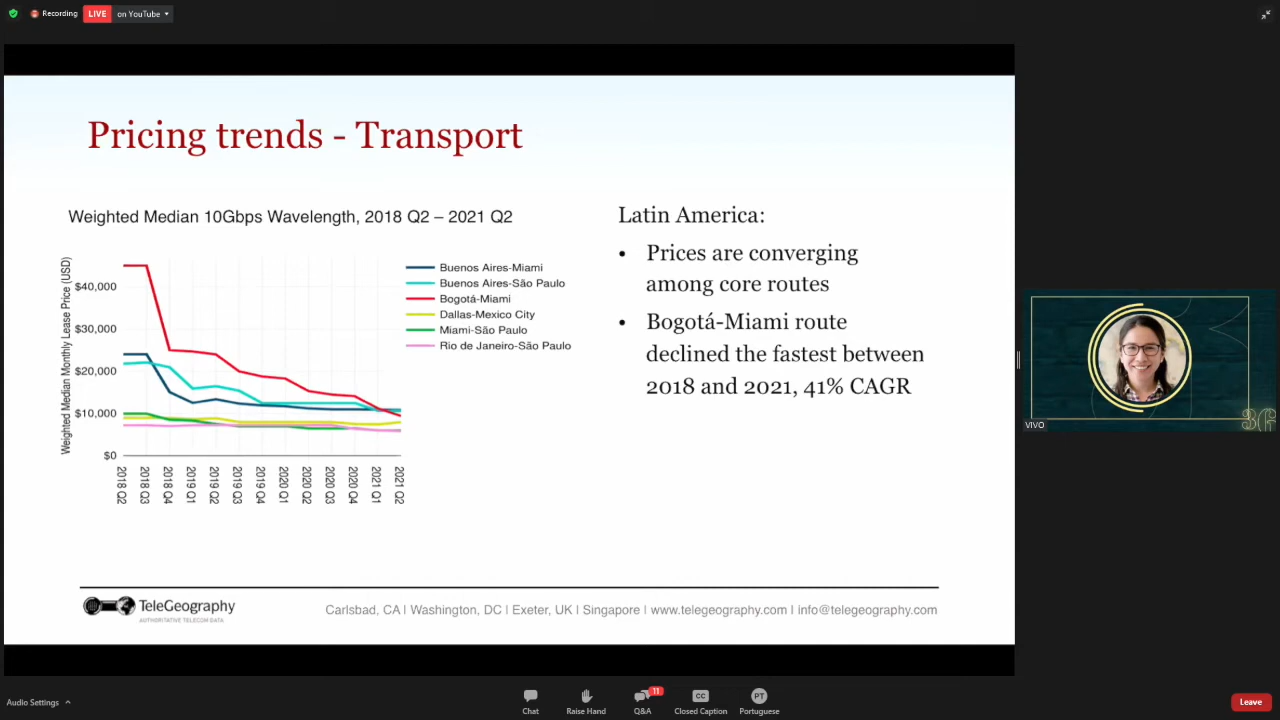 Recording
LIVE
on YouTube
Pricing trends - Transport
Weighted Median 10Gbps Wavelength, 2018 Q2 – 2021 Q2
Weighted Median Monthly Lease Price (USD)
$40,000
$30,000
$20,000
$10,000
$0
2018 Q2
2018 Q3
2018 Q4
2019 Q1
2019 Q2
2019 Q3
2019 Q4
2020 Q1
2020 Q2
2020 Q3
2020 Q4
2021 Q1
2021 Q2
Buenos Aires-Miami
Buenos Aires-São Paulo
Bogotá-Miami
Dallas-Mexico City
Miami-São Paulo
Rio de Janeiro-São Paulo
Latin America:
• Prices are converging
among core routes
• Bogotá-Miami route
declined the fastest between
2018 and 2021, 41% CAGR
TeleGeography
AUTHORITATIVE TELECOM DATA
Carlsbad, CA | Washington, DC | Exeter, UK | Singapore | www.telegeography.com | info@telegeography.com
VIVO
Audio Settings
Chat
Raise Hand
11
Q&A
CC
Closed Caption
PT
Portuguese
Leave